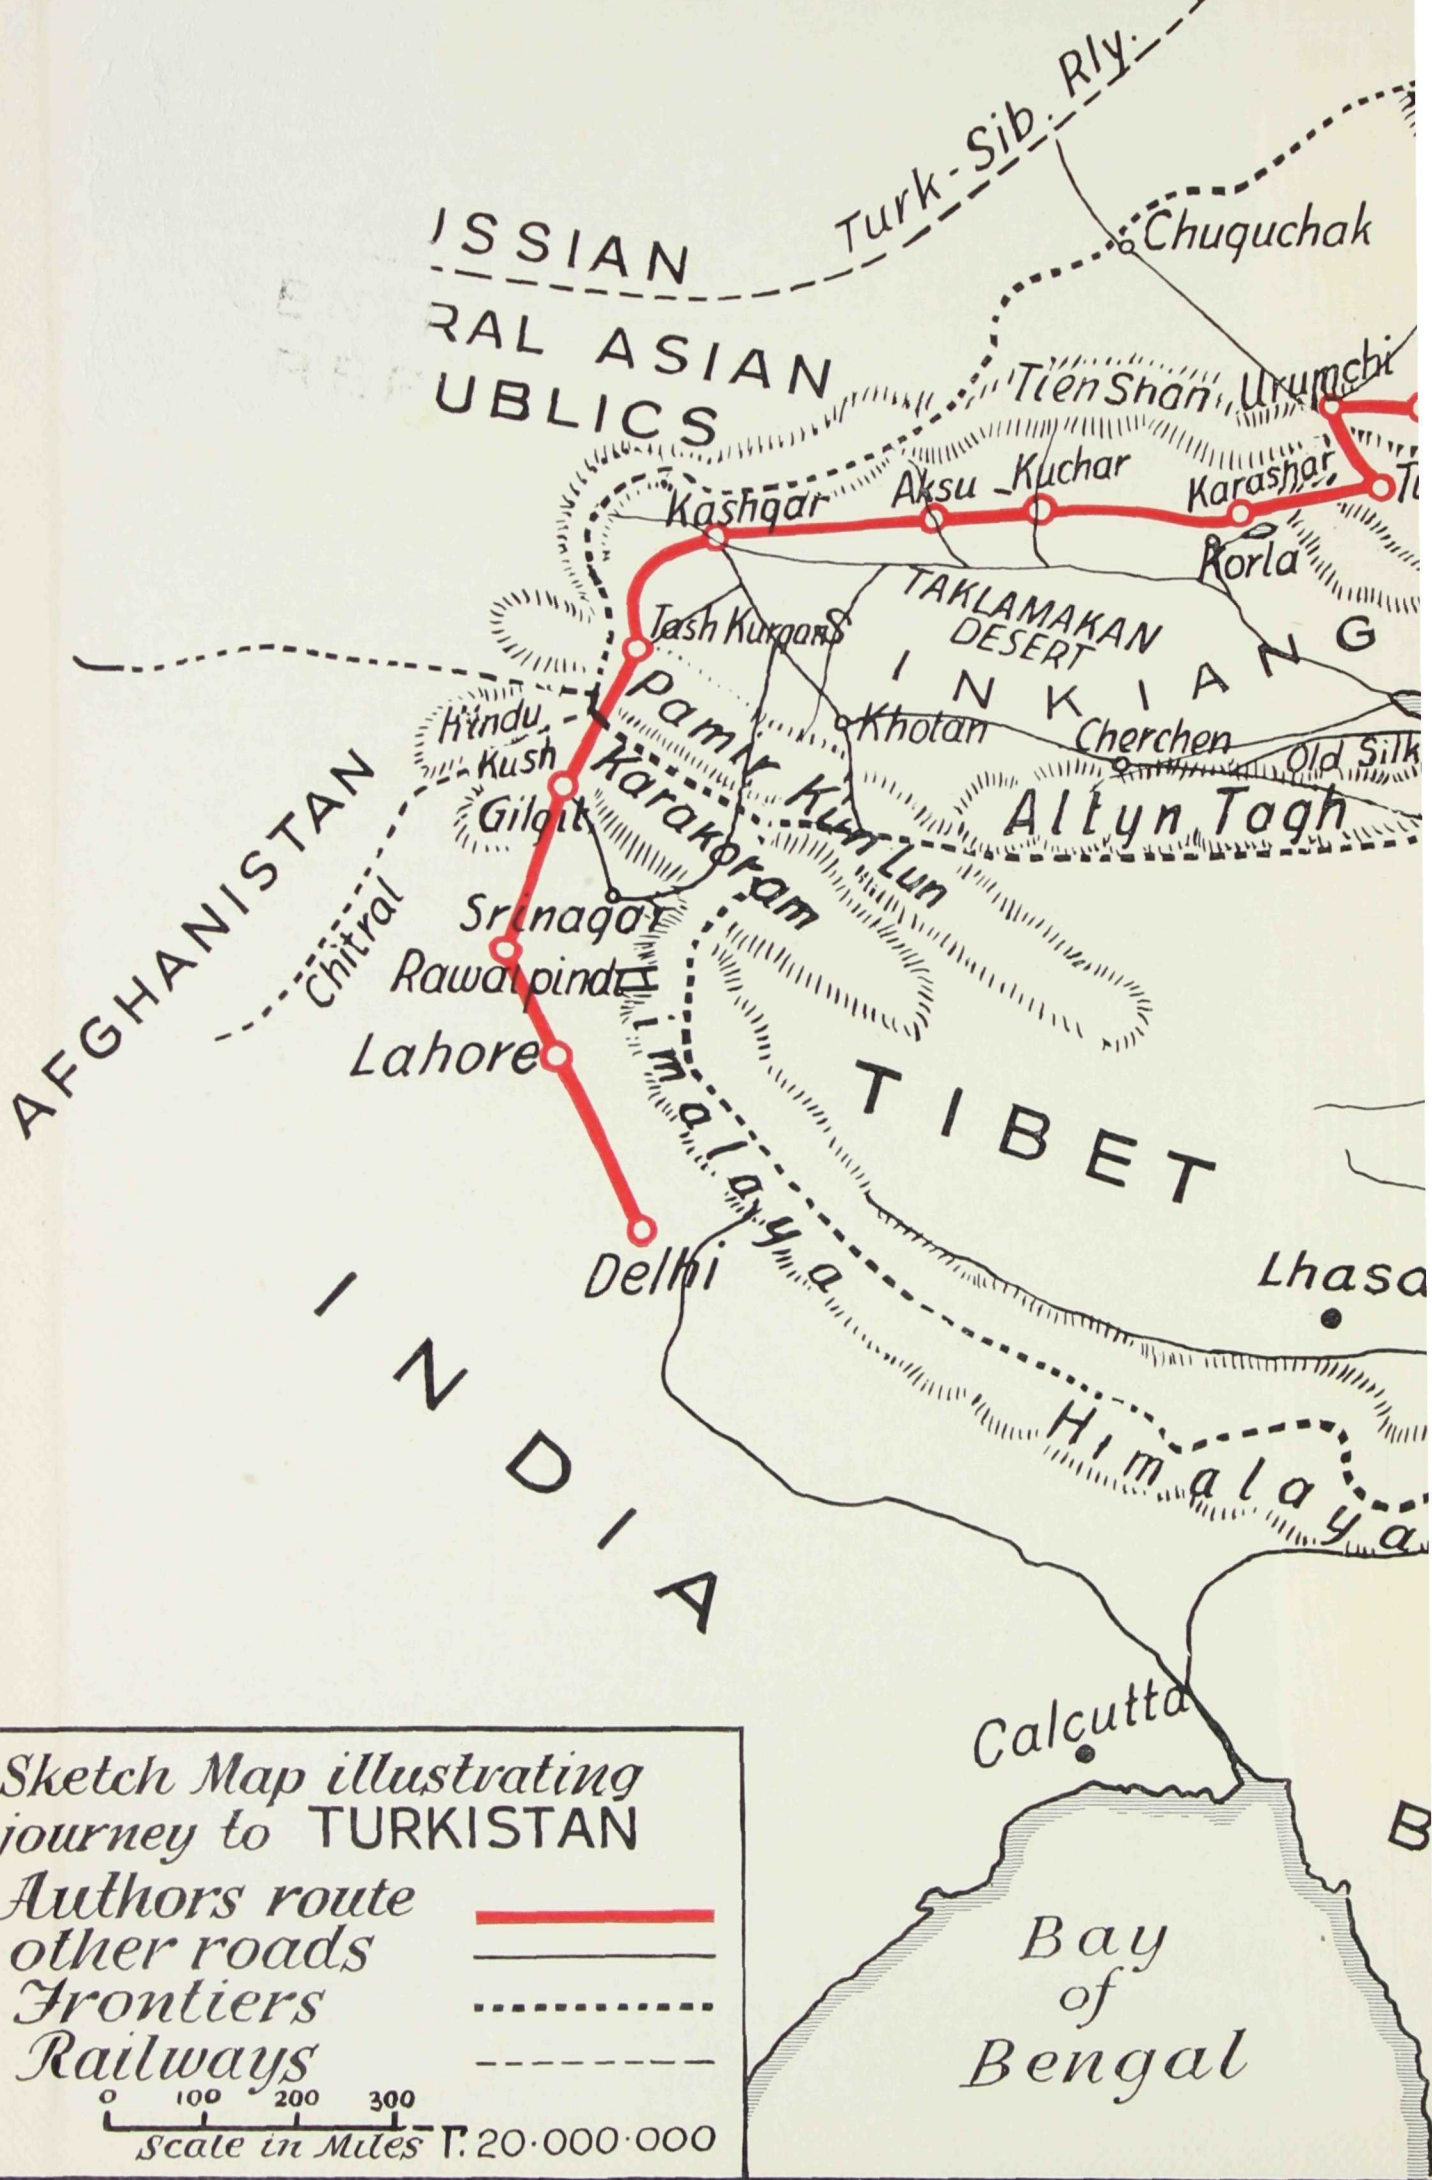 Turk-Sib. Rly.
Chuguchak
SSIAN
RAL ASIAN
UBLICS
Tien Shan
Urumchi
Kashgar
Aksu
Kuchar
Karashar
Korla
Tash Kurgan
TAKLAMAKAN
DESERT
SINKIANG
Pamir
Hindu
Kush
Khotan
Cherchen
Old Silk
Altyn Tagh
Gilgit
Karakoram
Kun Lun
AFGHANISTAN
Chitral
Srinagar
Rawalpindi
Lahore
Himalaya
TIBET
Delhi
Lhasa
INDIA
Himalaya
Calcutta
B
Bay
of
Bengal
Sketch Map illustrating
journey to TURKISTAN
Authors route
other roads
Frontiers
Railways
0 100 200 300
Scale in Miles 1:20·000·000